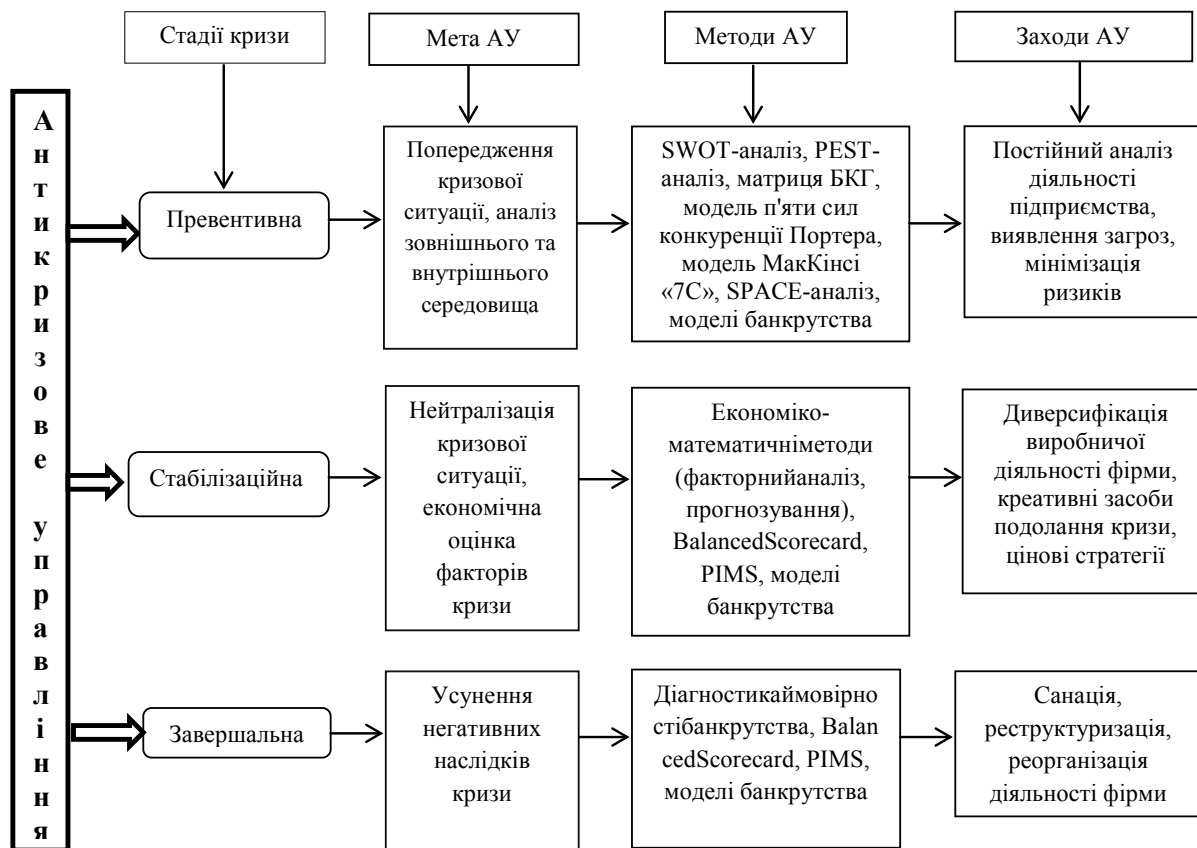 Стадії кризи
Мета АУ
Методи АУ
Заходи АУ
Антикризове управління
Превентивна
Попередження
кризової
ситуації, аналіз
зовнішнього та
внутрішнього
середовища
SWOT-аналіз, PEST-
аналіз, матриця БКГ,
модель п'яти сил
конкуренції Портера,
модель МакКінсі
«7С», SPACE-аналіз,
моделі банкрутства
Постійний аналіз
діяльності
підприємства,
виявлення загроз,
мінімізація
ризиків
Стабілізаційна
Нейтралізація
кризової
ситуації,
економічна
оцінка
факторів
кризи
Економіко-
математичніметоди
(факторнийаналіз,
прогнозування),
BalancedScorecard,
PIMS, моделі
банкрутства
Диверсифікація
виробничої
діяльності фірми,
креативні засоби
подолання кризи,
цінові стратегії
Завершальна
Усунення
негативних
наслідків
кризи
Діагностикаймовірно
стібанкрутства, Balan
cedScorecard, PIMS,
моделі банкрутства
Санація,
реструктуризація,
реорганізація
діяльності фірми